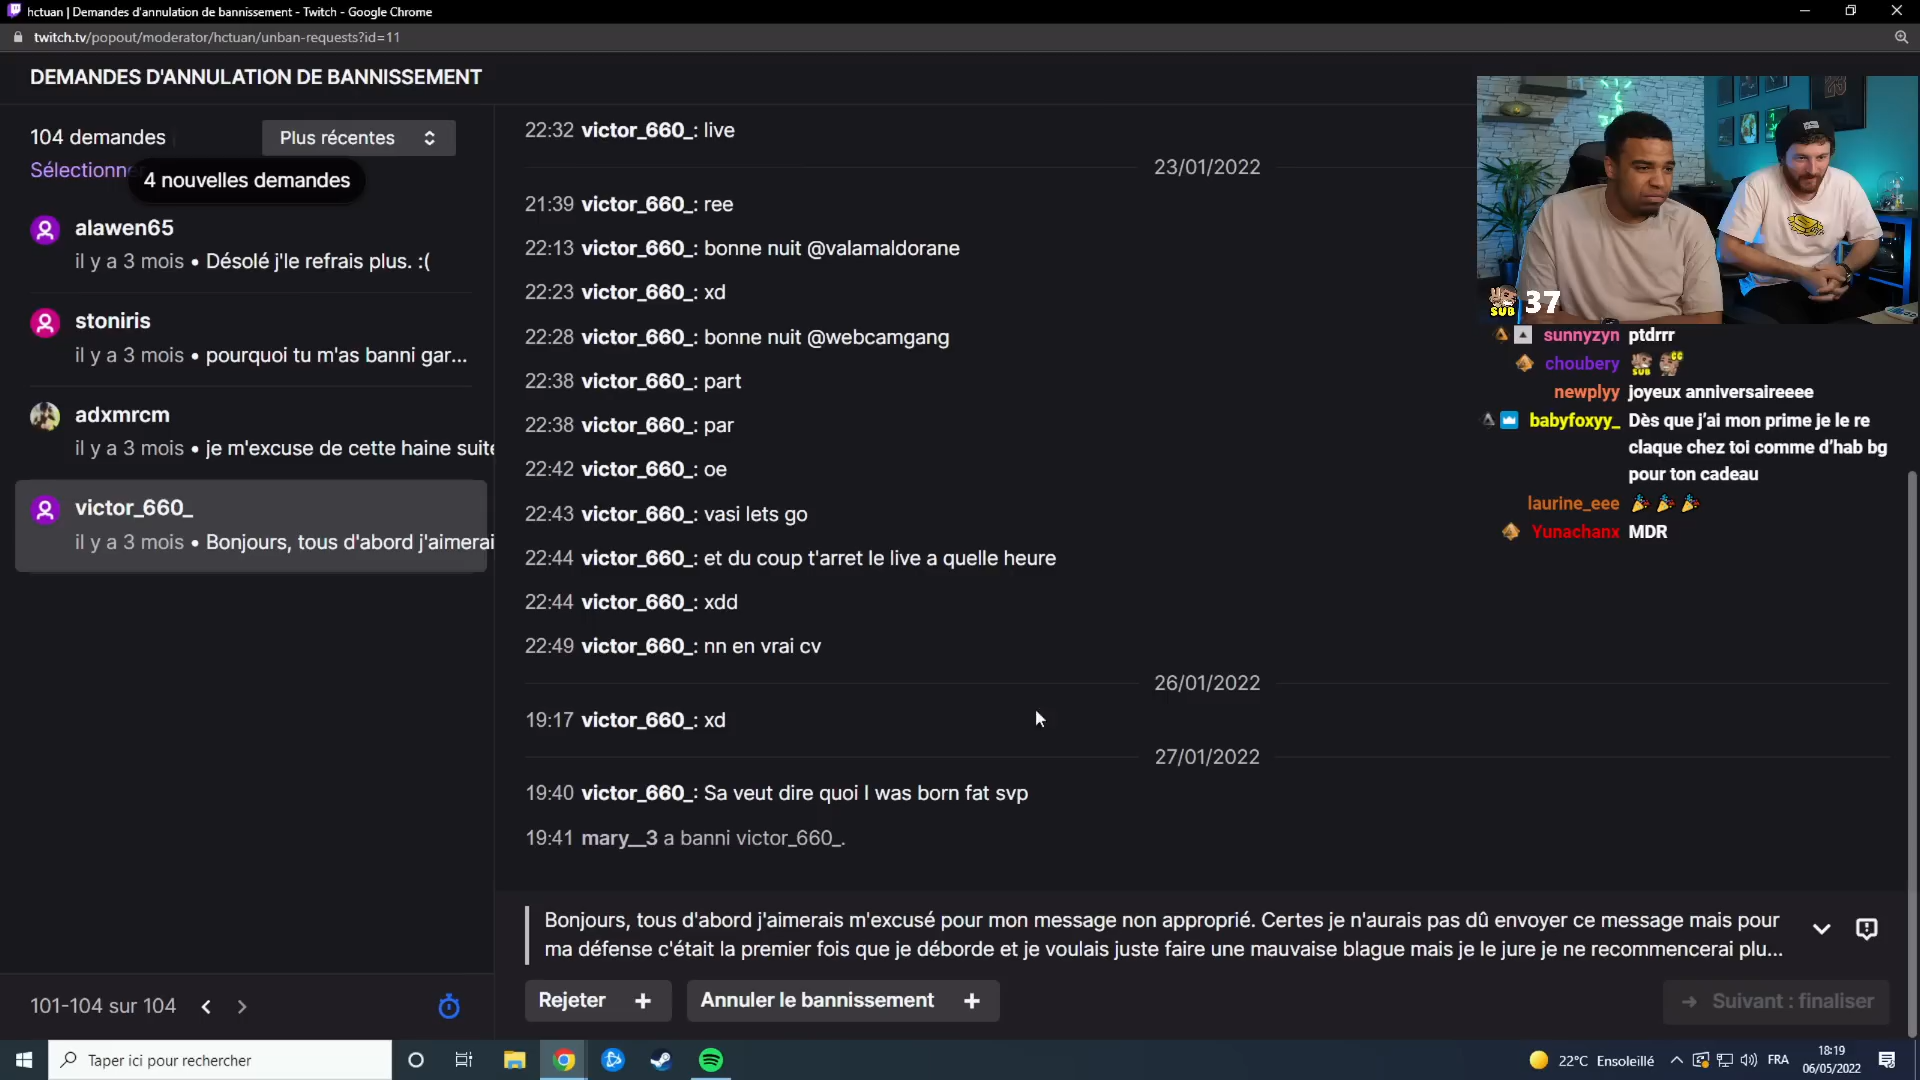 hctuan | Demandes d'annulation de bannissement - Twitch - Google Chrome
twitch.tv/popout/moderator/hctuan/unban-requests?id=11
DEMANDES D'ANNULATION DE BANNISSEMENT
104 demandes
Plus récentes
Sélectionne
4 nouvelles demandes
alawen65
il y a 3 mois • Désolé j'le refrais plus. :(
stoniris
il y a 3 mois • pourquoi tu m'as banni gar...
adxmrcm
il y a 3 mois • je m'excuse de cette haine suite
victor_660_
il y a 3 mois • Bonjours, tous d'abord j'aimerai
101-104 sur 104
22:32 victor_660_: live
23/01/2022
21:39 victor_660_: ree
22:13 victor_660_: bonne nuit @valamaldorane
22:23 victor_660_: xd
22:28 victor_660_: bonne nuit @webcamgang
22:38 victor_660_: part
22:38 victor_660_: par
22:42 victor_660_: oe
22:43 victor_660_: vasi lets go
22:44 victor_660_: et du coup t'arret le live a quelle heure
22:44 victor_660_: xdd
22:49 victor_660_: nn en vrai cv
26/01/2022
19:17 victor_660_: xd
27/01/2022
19:40 victor_660_: Sa veut dire quoi I was born fat svp
19:41 mary__3 a banni victor_660_.
Bonjours, tous d'abord j'aimerais m'excusé pour mon message non approprié. Certes je n'aurais pas dû envoyer ce message mais pour
ma défense c'était la premier fois que je déborde et je voulais juste faire une mauvaise blague mais je le jure je ne recommencerai plu...
Rejeter +
Annuler le bannissement +
→ Suivant : finaliser
SUB 37
sunnyzyn ptdrrr
choubery SUB
newplyy joyeux anniversaireeee
babyfoxyy_ Dès que j'ai mon prime je le re
claque chez toi comme d'hab bg
pour ton cadeau
laurine_eee
Yunachanx MDR
Taper ici pour rechercher
22°C Ensoleillé
FRA
18:19
06/05/2022